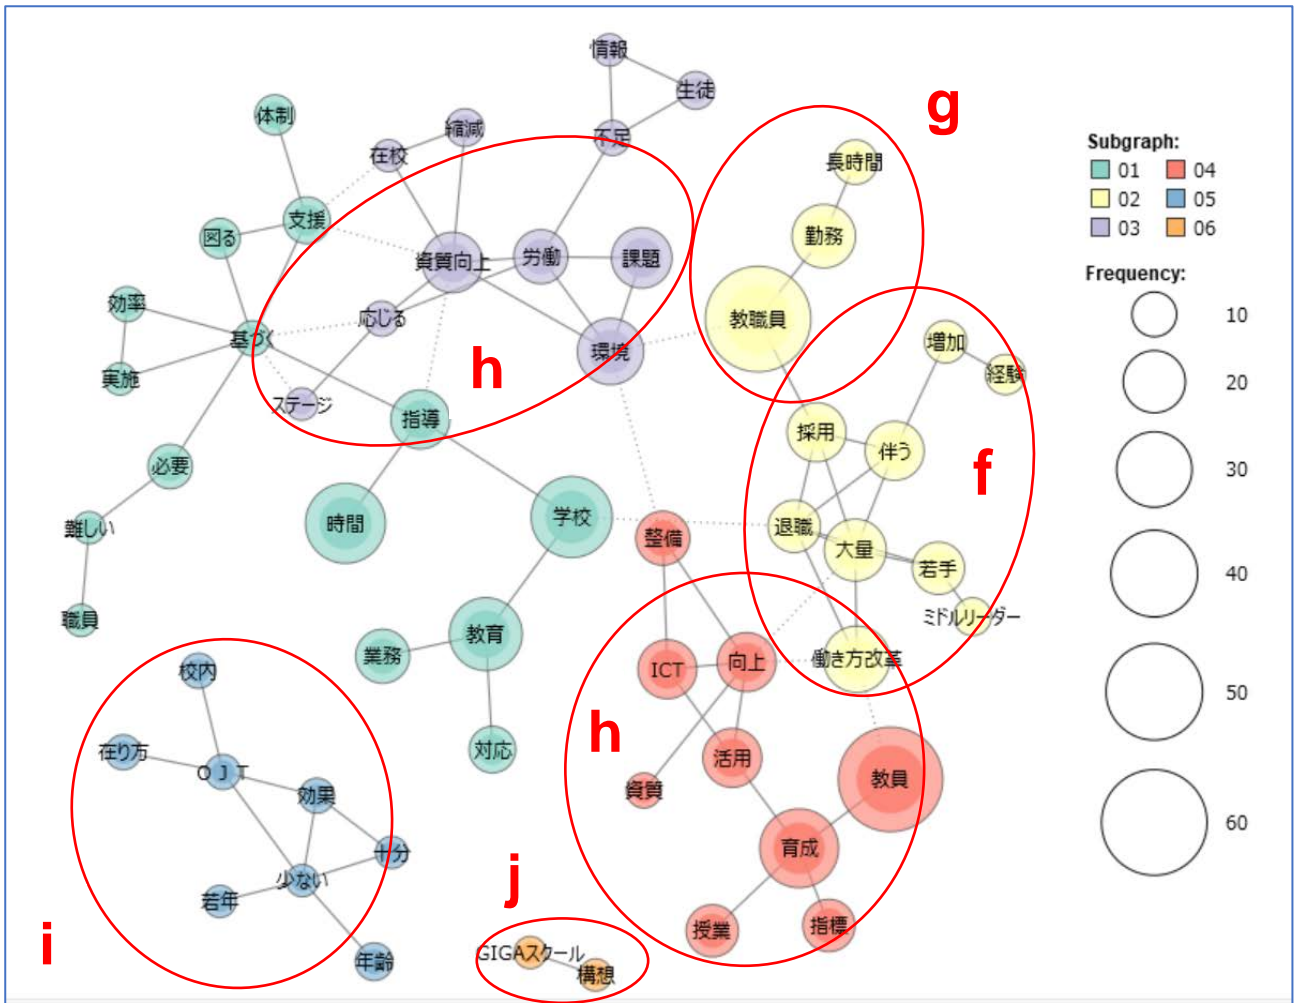 情報
生徒
不足
体制
縮減
在校
支援
図る
資質向上
労働
課題
効率
応じる
基づく
環境
実施
ステージ
指導
必要
時間
学校
難しい
職員
教育
業務
対応
g
長時間
勤務
教職員
h
増加
経験
採用
伴う
f
退職
大量
若手
ミドルリーダー
働き方改革
整備
ICT
向上
h
活用
資質
教員
育成
授業
指標
校内
在り方
ＯＪＴ
効果
十分
少ない
若年
年齢
i
j
GIGAスクール
構想
Subgraph:
01 04
02 05
03 06
Frequency:
10
20
30
40
50
60